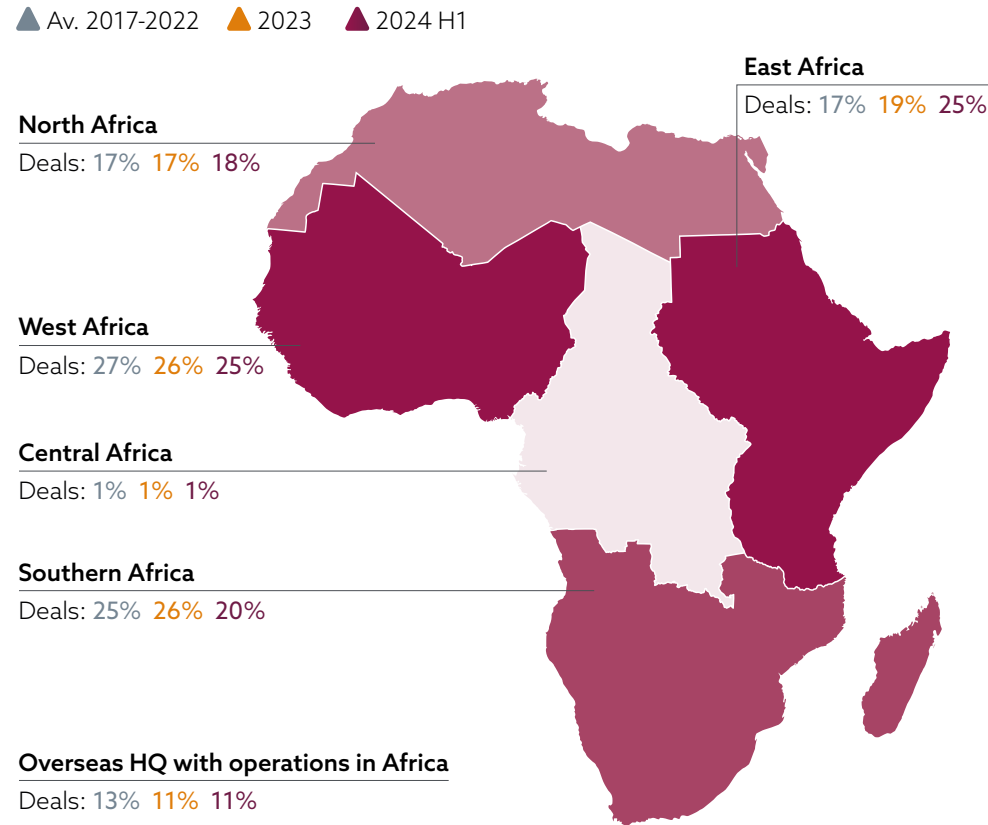 Av. 2017-2022 2023 2024 H1
East Africa
Deals: 17% 19% 25%
North Africa
Deals: 17% 17% 18%
West Africa
Deals: 27% 26% 25%
Central Africa
Deals: 1% 1% 1%
Southern Africa
Deals: 25% 26% 20%
Overseas HQ with operations in Africa
Deals: 13% 11% 11%